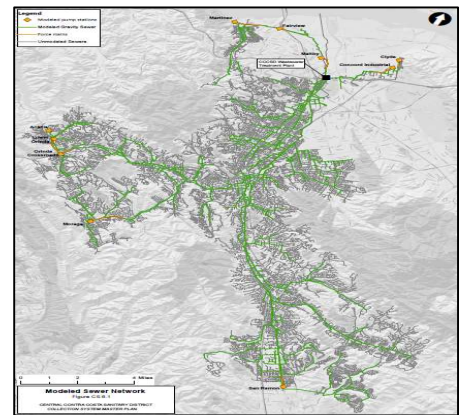 Legend
Modeled pump stations
Modeled Gravity Sewer
Force mains
Unmodeled Sewers
Martinez
Fairview
Maltby
Clyde
Concord Industrial
CCCSD Wastewater
Treatment Plant
Orinda
Crossroads
Moraga
San Ramon
0 1 2 4 Miles
Modeled Sewer Network
CENTRAL CONTRA COSTA SANITARY DISTRICT
COLLECTION SYSTEM MASTER PLAN